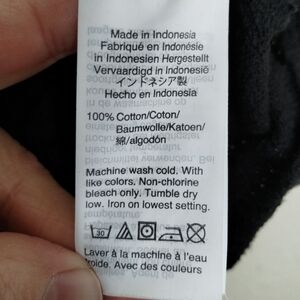 Made in Indonesia
Fabriqué en Indonésie
in Indonesien Hergestellt
Vervaardigd in Indonesië
インドネシア製
Hecho en Indonesia
100% Cotton/Coton/
Baumwolle/Katoen/
綿/algodón
Machine wash cold. With
like colors. Non-chlorine
bleach only. Tumble dry
low. Iron on lowest setting.
30
Laver à la machine à l'eau
froide. Avec des couleurs